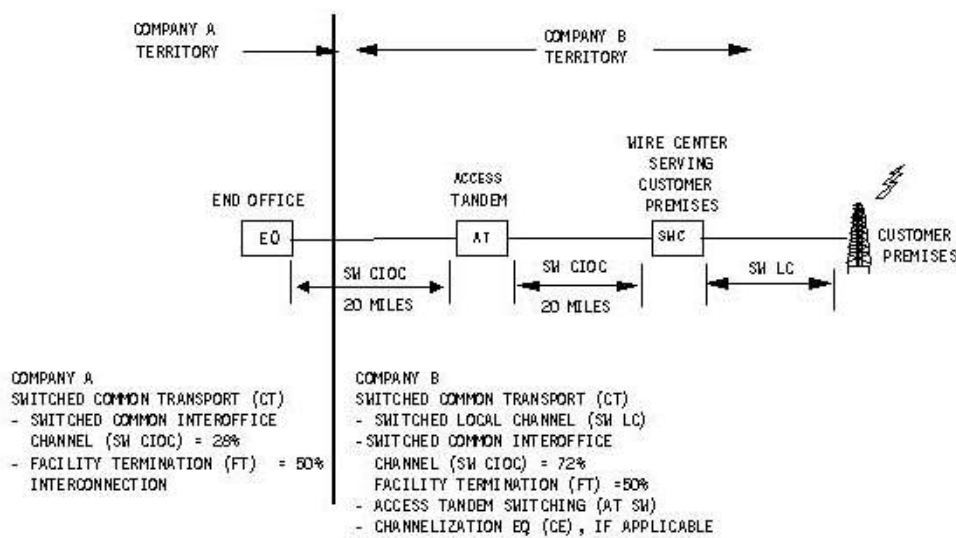 COMPANY A
TERRITORY
COMPANY B
TERRITORY
WIRE CENTER
SERVING
CUSTOMER
PREMISES
ACCESS
TANDEM
END OFFICE
EO
AT
SWC
CUSTOMER
PREMISES
SW CIOC
20 MILES
SW CIOC
20 MILES
SW LC
COMPANY A
SWITCHED COMMON TRANSPORT (CT)
- SWITCHED COMMON INTEROFFICE
CHANNEL (SW CIOC) = 28%
- FACILITY TERMINATION (FT) = 50%
INTERCONNECTION
COMPANY B
SWITCHED COMMON TRANSPORT (CT)
- SWITCHED LOCAL CHANNEL (SW LC)
-SWITCHED COMMON INTEROFFICE
CHANNEL (SW CIOC) = 72%
FACILITY TERMINATION (FT) =50%
- ACCESS TANDEM SWITCHING (AT SW)
- CHANNELIZATION EQ (CE), IF APPLICABLE